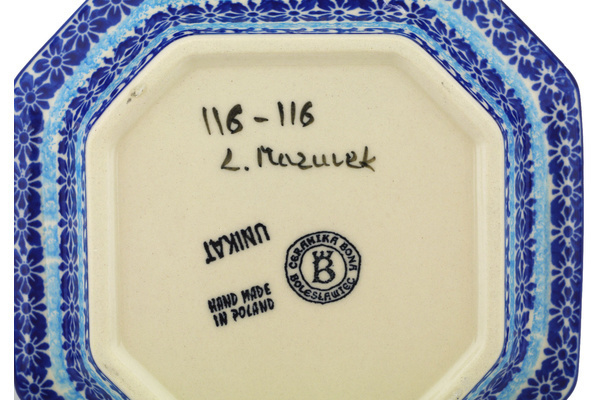 116-116
L. Mazurek
UNIKAT
HAND MADE
IN POLAND
CERAMIKA BONA
B
BOLESŁAWIEC